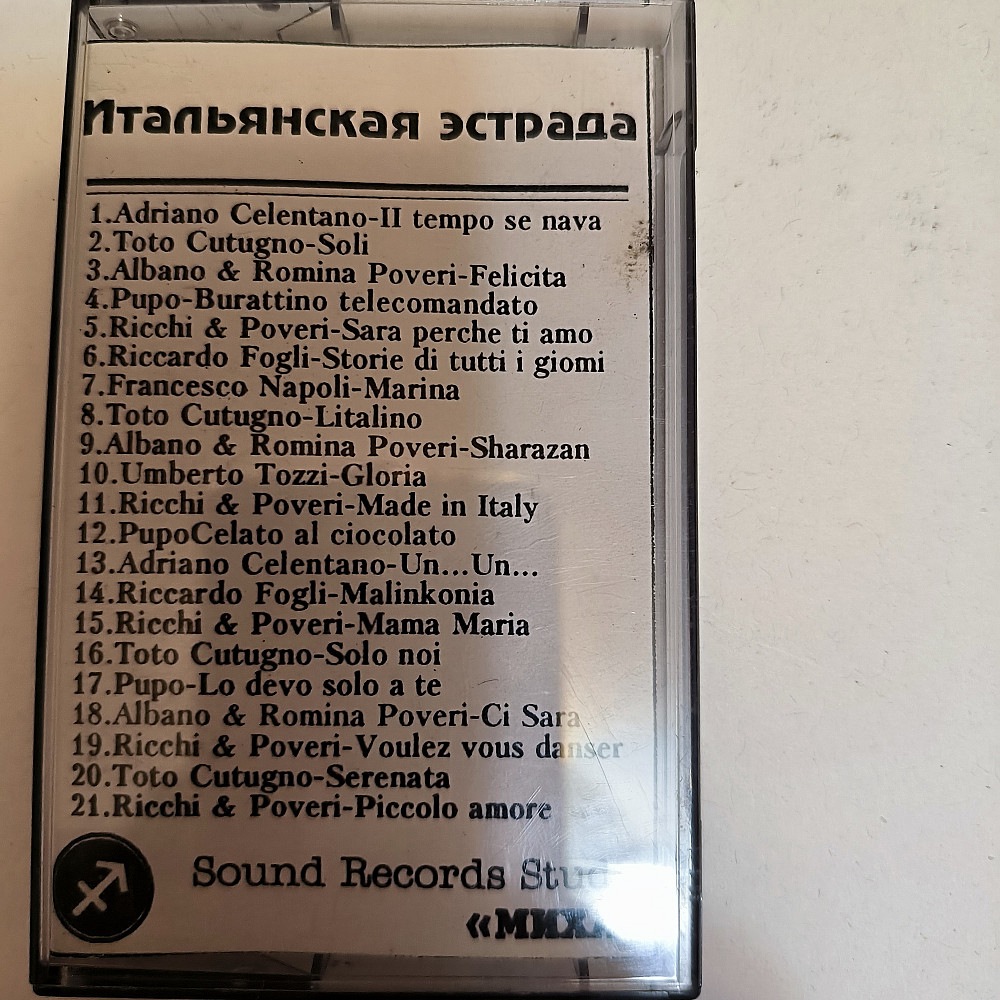 Итальянская эстрада
1.Adriano Celentano-II tempo se nava
2.Toto Cutugno-Soli
3.Albano & Romina Poveri-Felicita
4.Pupo-Burattino telecomandato
5.Ricchi & Poveri-Sara perche ti amo
6.Riccardo Fogli-Storie di tutti i giomi
7.Francesco Napoli-Marina
8.Toto Cutugno-Litalino
9.Albano & Romina Poveri-Sharazan
10.Umberto Tozzi-Gloria
11.Ricchi & Poveri-Made in Italy
12.PupoCelato al ciocolato
13.Adriano Celentano-Un...Un...
14.Riccardo Fogli-Malinkonia
15.Ricchi & Poveri-Mama Maria
16.Toto Cutugno-Solo noi
17.Pupo-Lo devo solo a te
18.Albano & Romina Poveri-Ci Sara
19.Ricchi & Poveri-Voulez vous danser
20.Toto Cutugno-Serenata
21.Ricchi & Poveri-Piccolo amore
Sound Records